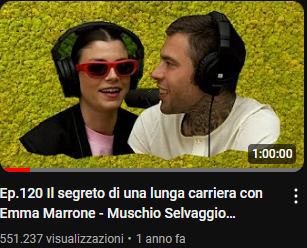 1:00:00
Ep.120 Il segreto di una lunga carriera con
Emma Marrone - Muschio Selvaggio…
551.237 visualizzazioni • 1 anno fa